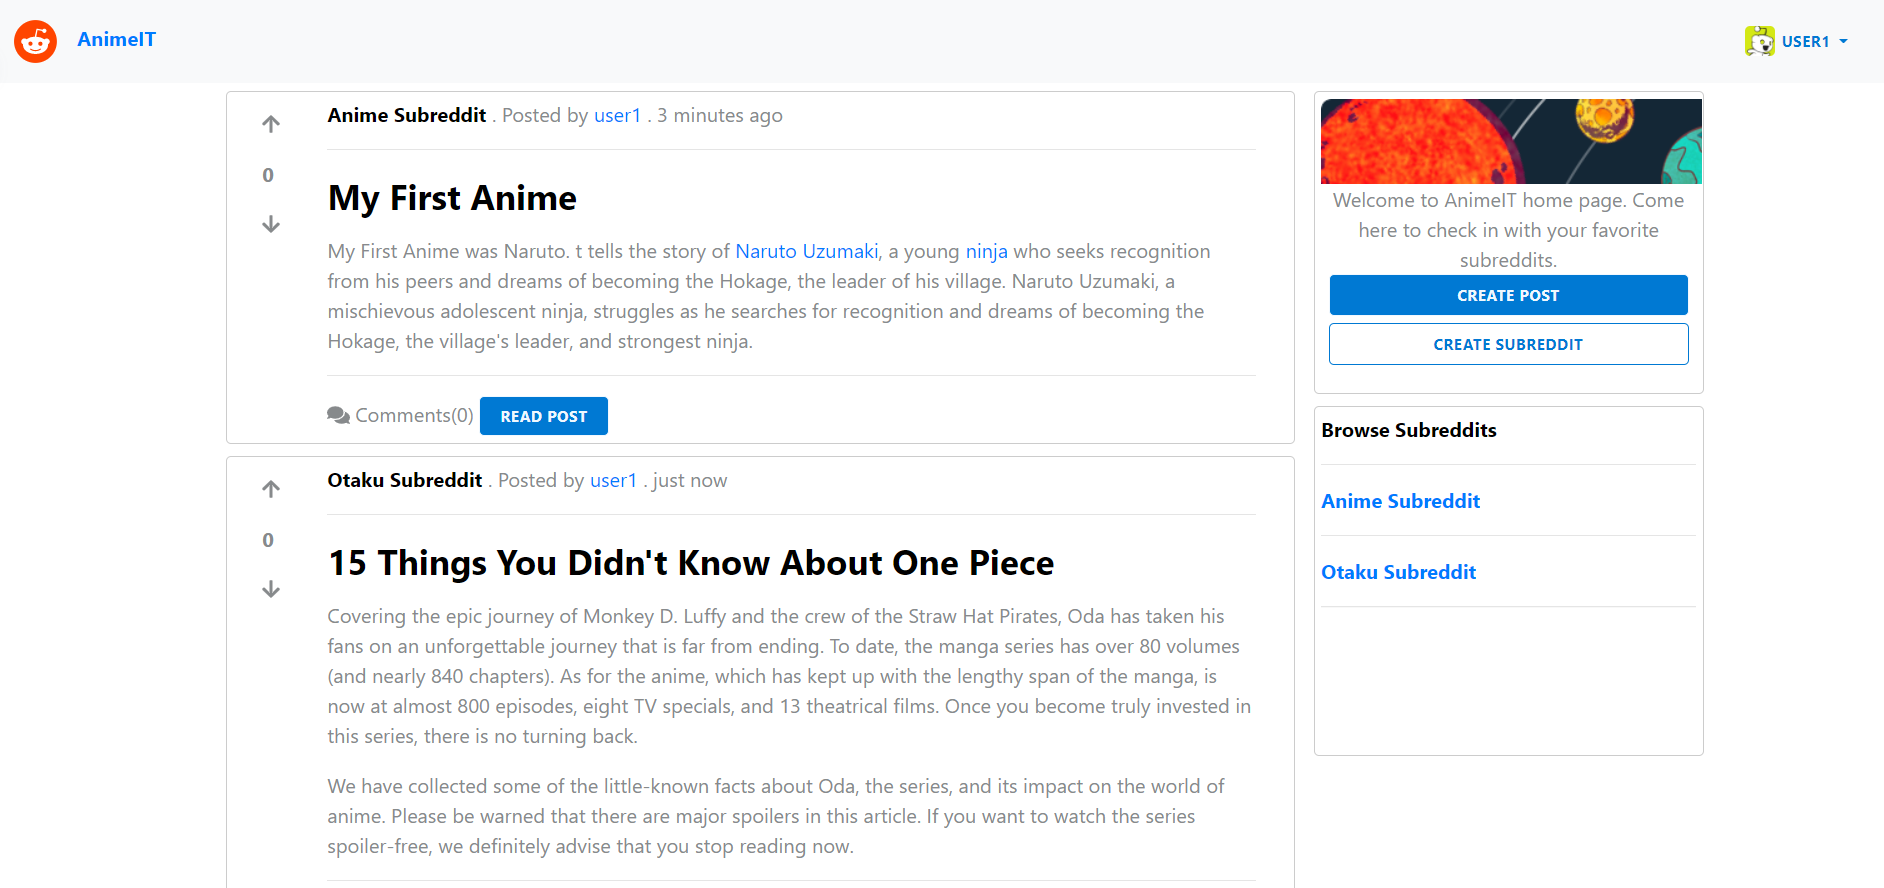 AnimeIT
USER1
Anime Subreddit . Posted by user1 . 3 minutes ago
0
My First Anime
My First Anime was Naruto. t tells the story of Naruto Uzumaki, a young ninja who seeks recognition
from his peers and dreams of becoming the Hokage, the leader of his village. Naruto Uzumaki, a
mischievous adolescent ninja, struggles as he searches for recognition and dreams of becoming the
Hokage, the village's leader, and strongest ninja.
Comments(0) READ POST
Otaku Subreddit . Posted by user1 . just now
0
15 Things You Didn't Know About One Piece
Covering the epic journey of Monkey D. Luffy and the crew of the Straw Hat Pirates, Oda has taken his
fans on an unforgettable journey that is far from ending. To date, the manga series has over 80 volumes
(and nearly 840 chapters). As for the anime, which has kept up with the lengthy span of the manga, is
now at almost 800 episodes, eight TV specials, and 13 theatrical films. Once you become truly invested in
this series, there is no turning back.
We have collected some of the little-known facts about Oda, the series, and its impact on the world of
anime. Please be warned that there are major spoilers in this article. If you want to watch the series
spoiler-free, we definitely advise that you stop reading now.
Welcome to AnimeIT home page. Come
here to check in with your favorite
subreddits.
CREATE POST
CREATE SUBREDDIT
Browse Subreddits
Anime Subreddit
Otaku Subreddit